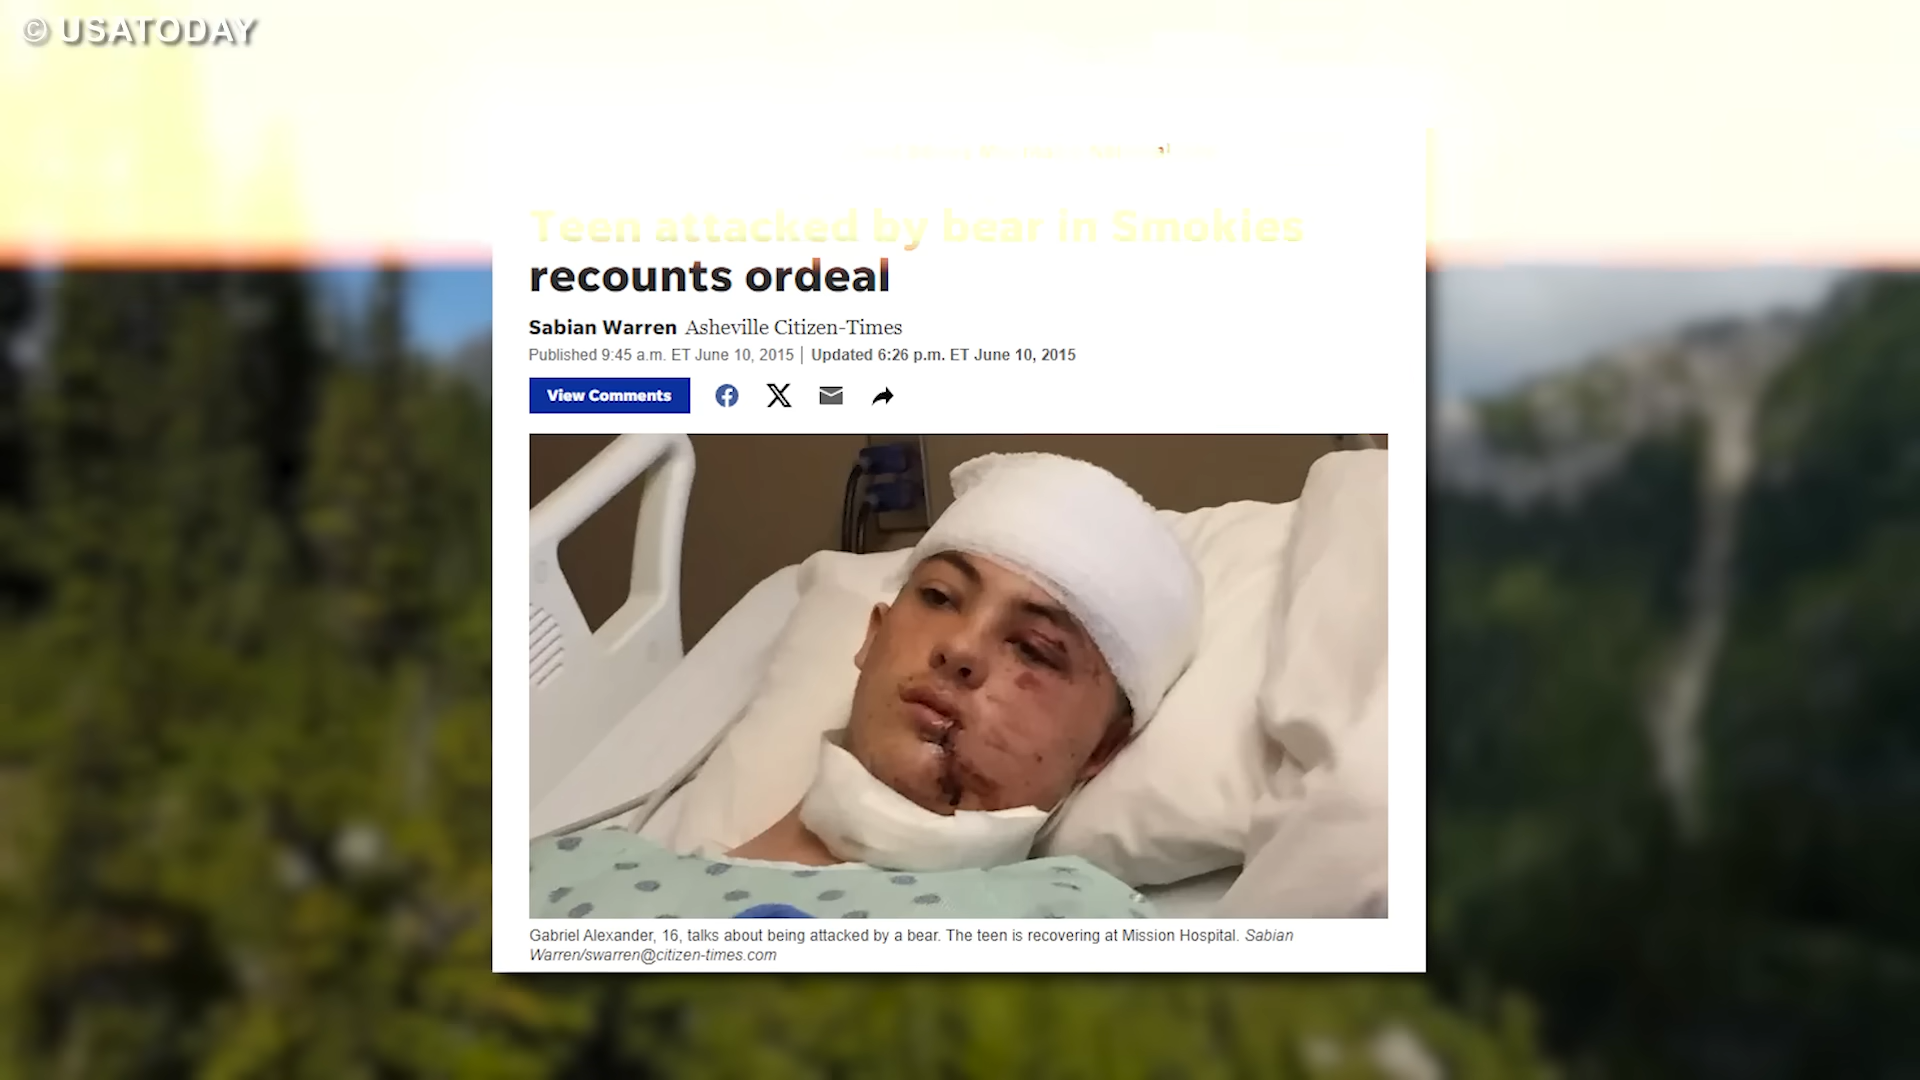 © USATODAY
Teen attacked by bear in Smokies
recounts ordeal
Sabian Warren Asheville Citizen-Times
Published 9:45 a.m. ET June 10, 2015 | Updated 6:26 p.m. ET June 10, 2015
View Comments
Gabriel Alexander, 16, talks about being attacked by a bear. The teen is recovering at Mission Hospital. Sabian
Warren/swarren@citizen-times.com